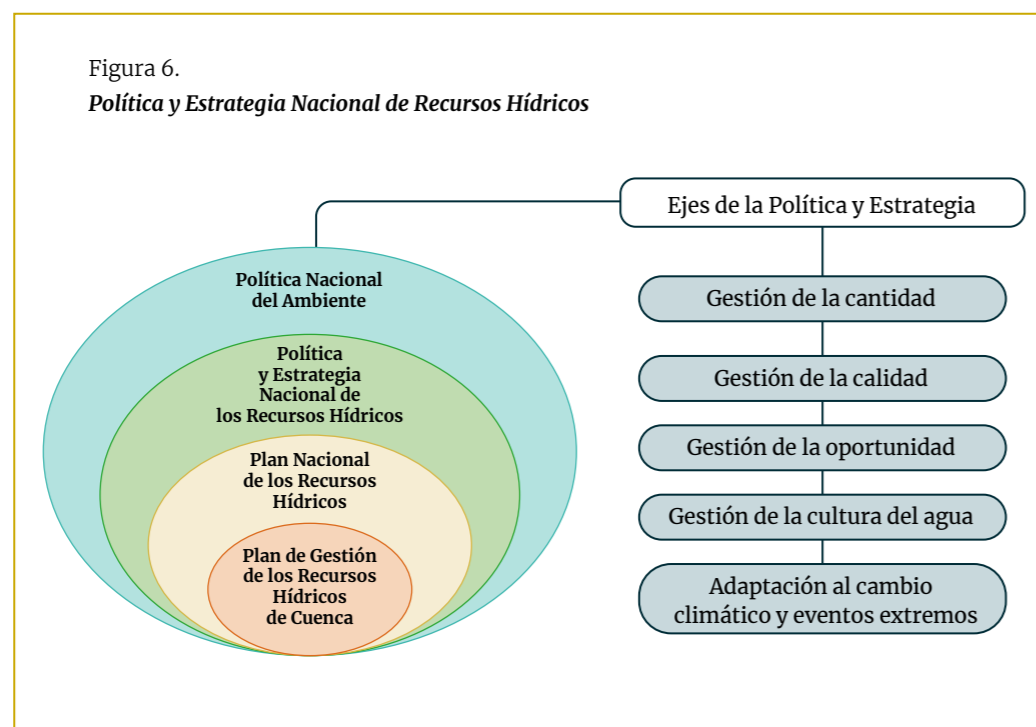 Figura 6.
Política y Estrategia Nacional de Recursos Hídricos
Ejes de la Política y Estrategia
Política Nacional
del Ambiente
Política
y Estrategia
Nacional de
los Recursos Hídricos
Plan Nacional
de los Recursos
Hídricos
Plan de Gestión
de los Recursos
Hídricos
de Cuenca
Gestión de la cantidad
Gestión de la calidad
Gestión de la oportunidad
Gestión de la cultura del agua
Adaptación al cambio
climático y eventos extremos